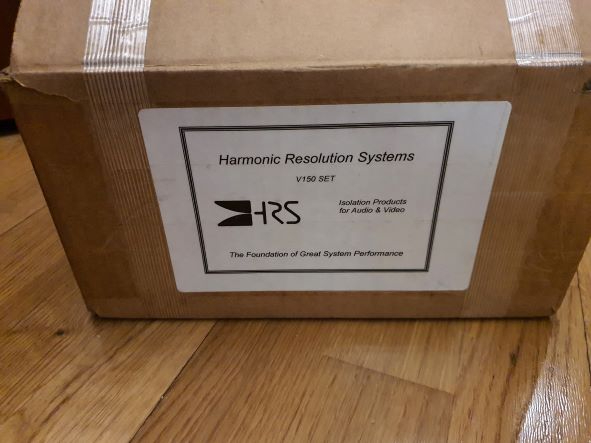 Harmonic Resolution Systems
V150 SET
HRS
Isolation Products
for Audio & Video
The Foundation of Great System Performance